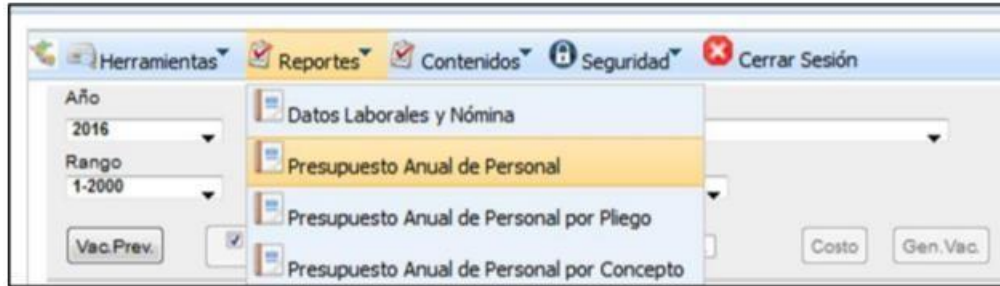 Herramientas Reportes Contenidos Seguridad Cerrar Sesión
Año
Datos Laborales y Nómina
2016
Presupuesto Anual de Personal
Rango
1-2000
Presupuesto Anual de Personal por Pliego
Vac.Prev. Costo Gen.Vac.
Presupuesto Anual de Personal por Concepto